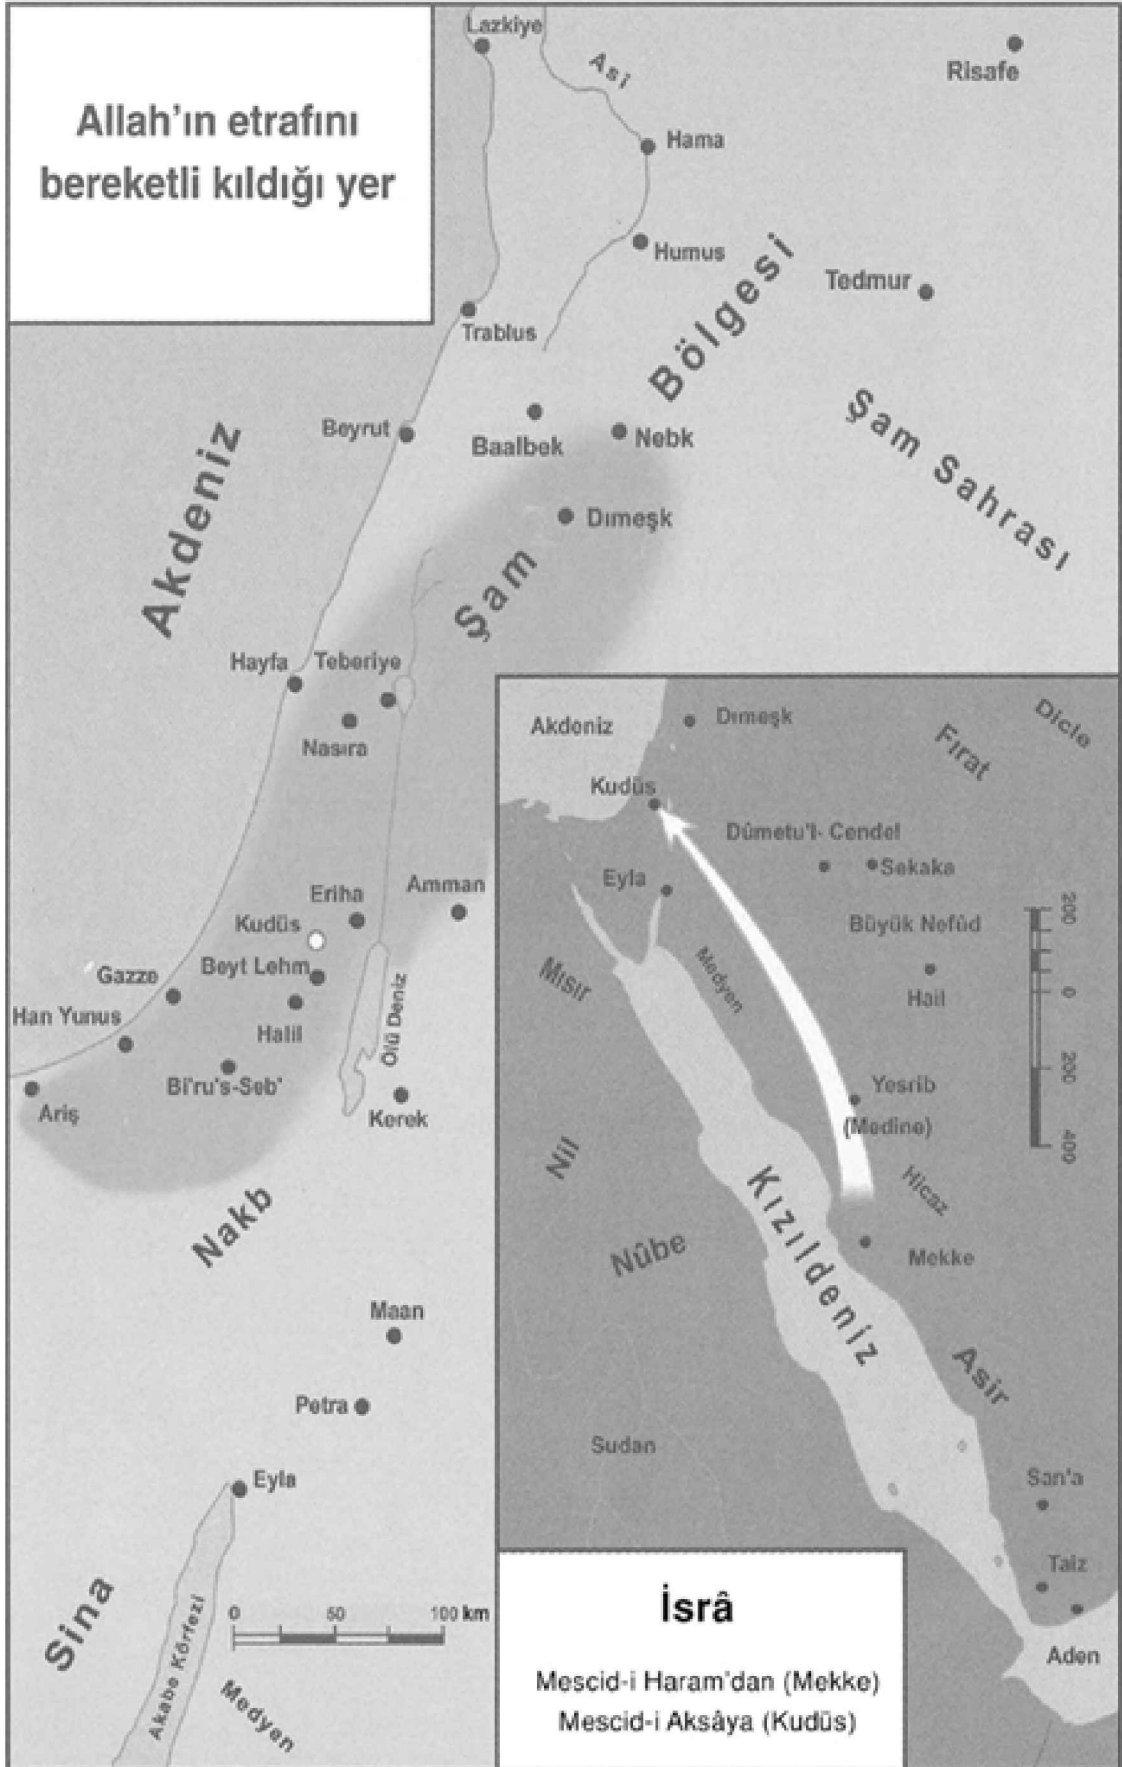 Allah'ın etrafını
bereketli kıldığı yer
Lazkiye
Asi
Risafe
Hama
Humus
Tedmur
Trablus
Şam Bölgesi
Şam Sahrası
Beyrut
Baalbek
Nebk
Akdeniz
Dımeşk
Hayfa
Teberiye
Nasıra
Eriha
Amman
Kudüs
Beyt Lehm
Gazze
Han Yunus
Halil
Ölü Deniz
Bi'ru's-Seb'
Ariş
Kerek
Nakb
Maan
Petra
Eyla
Sina
Akabe Körfezi
0 50 100 km
Medyen
Akdeniz
Dımeşk
Dicle
Fırat
Kudüs
Dûmetu'l- Cendel
Sekaka
Eyla
Büyük Nefûd
Mısır
Medyen
Hail
200
0
200
400
Yesrib
(Medine)
Nil
Hicaz
Kızıldeniz
Nûbe
Mekke
Asir
Sudan
San'a
Taiz
Aden
İsrâ
Mescid-i Haram'dan (Mekke)
Mescid-i Aksâya (Kudüs)